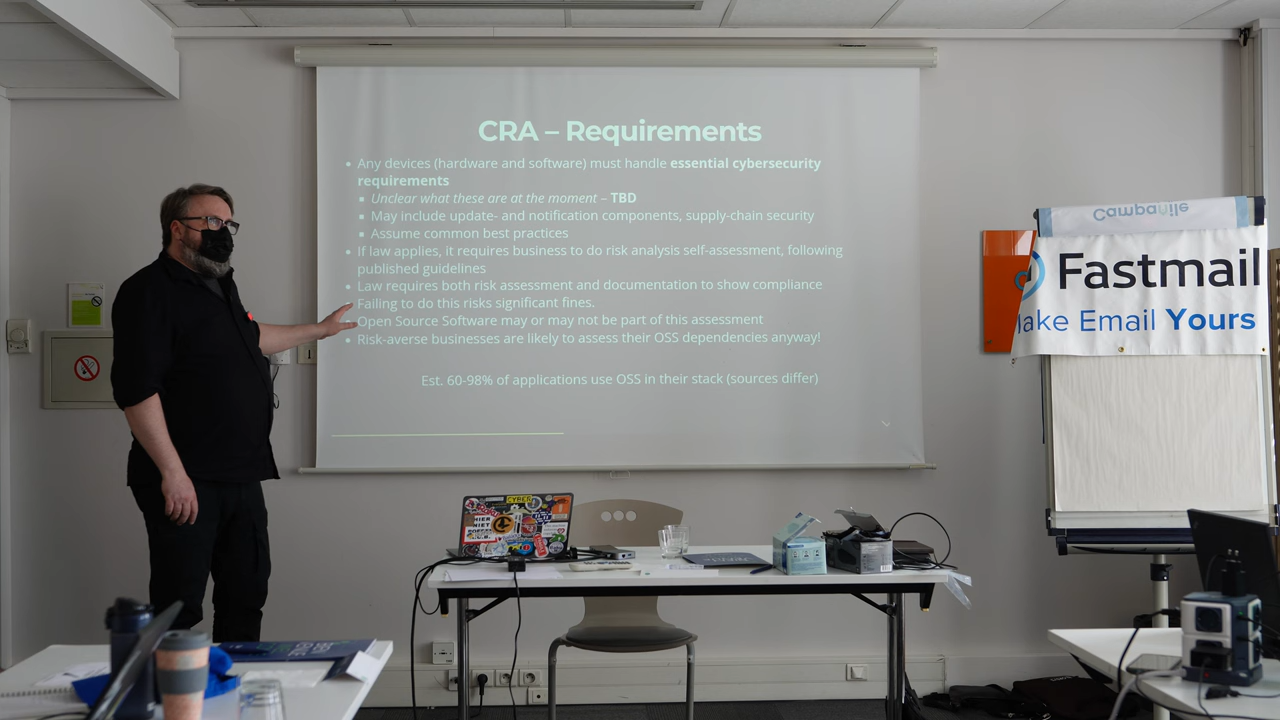 CRA – Requirements
Any devices (hardware and software) must handle essential cybersecurity
requirements
Unclear what these are at the moment – TBD
May include update- and notification components, supply-chain security
Assume common best practices
If law applies, it requires business to do risk analysis self-assessment, following
published guidelines
Law requires both risk assessment and documentation to show compliance
Failing to do this risks significant fines.
Open Source Software may or may not be part of this assessment
Risk-averse businesses are likely to assess their OSS dependencies anyway!
Est. 60-98% of applications use OSS in their stack (sources differ)
Campanile
Fastmail
ake Email Yours
CYBER
HIER
NIET